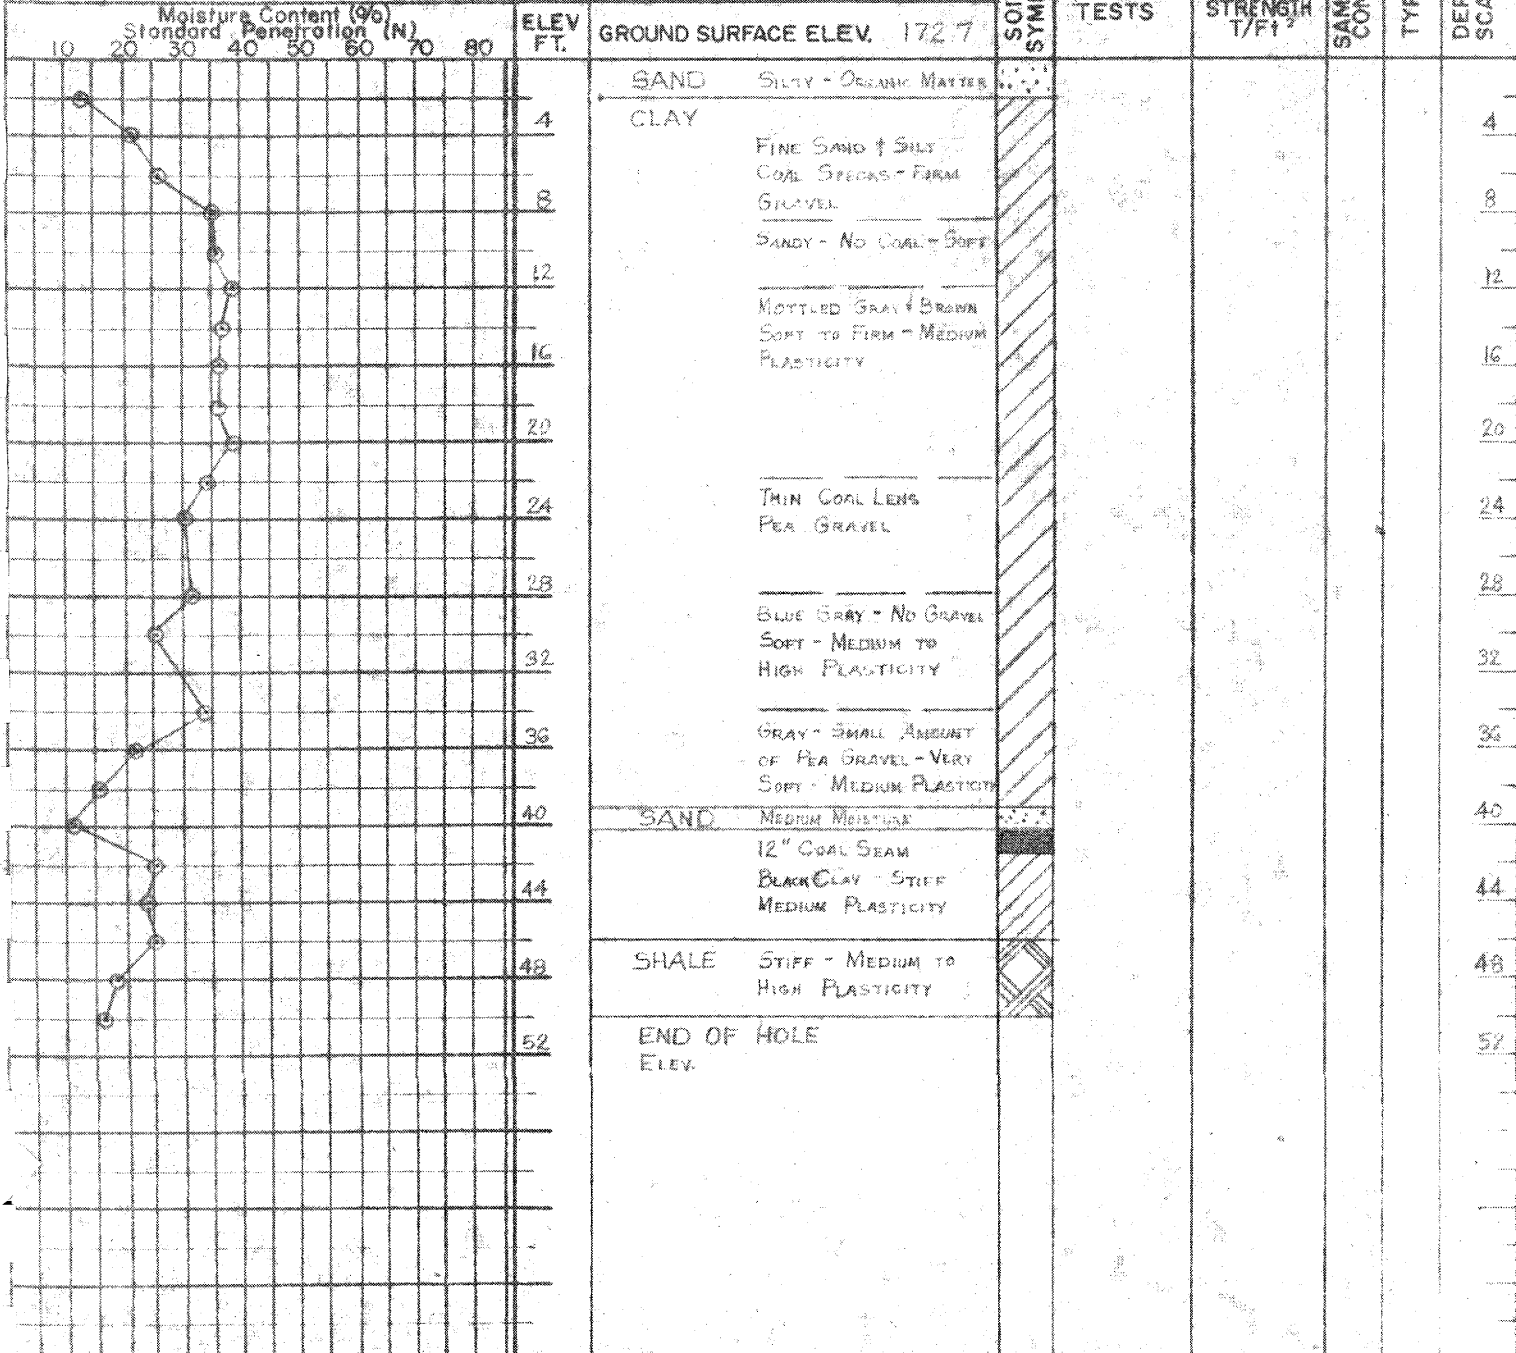 Moisture Content (%)
Standard Penetration (N)
10 20 30 40 50 60 70 80
ELEV
FT.
GROUND SURFACE ELEV. 172.7
TESTS
STRENGTH
T/Ft²
SAND SILTY - ORGANIC MATTER
CLAY
4 4
FINE SAND & SILT
COAL SPECKS - FIRM
GRAVEL
8 8
SANDY - NO COAL - SOFT
12 12
MOTTLED GRAY & BROWN
SOFT TO FIRM - MEDIUM
PLASTICITY
16 16
20 20
THIN COAL LENS
PEA GRAVEL
24 24
28 28
BLUE GRAY - NO GRAVEL
SOFT - MEDIUM TO
HIGH PLASTICITY
32 32
GRAY - SMALL AMOUNT
OF PEA GRAVEL - VERY
SOFT - MEDIUM PLASTICITY
36 36
SAND MEDIUM MOISTURE
40 40
12" COAL SEAM
BLACK CLAY - STIFF
MEDIUM PLASTICITY
44 44
SHALE STIFF - MEDIUM TO
HIGH PLASTICITY
48 48
END OF HOLE
ELEV.
52 52